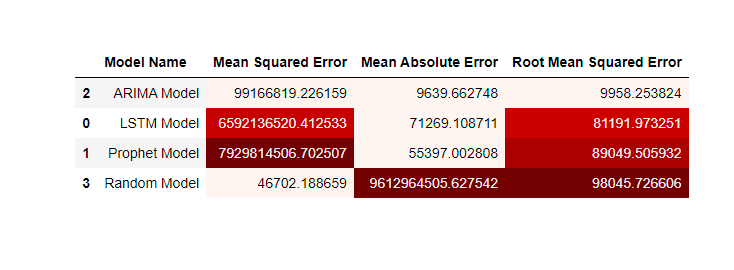 Model Name Mean Squared Error Mean Absolute Error Root Mean Squared Error
2 ARIMA Model 99166819.226159 9639.662748 9958.253824
0 LSTM Model 6592136520.412533 71269.108711 81191.973251
1 Prophet Model 7929814506.702507 55397.002808 89049.505932
3 Random Model 46702.188659 9612964505.627542 98045.726606